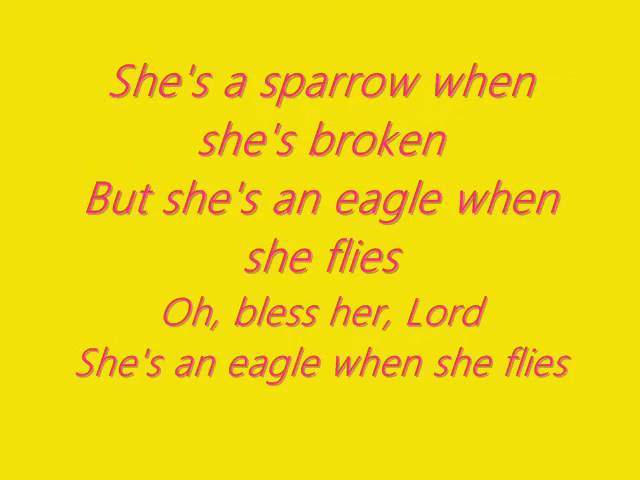 She's a sparrow when
she's broken
But she's an eagle when
she flies
Oh, bless her, Lord
She's an eagle when she flies